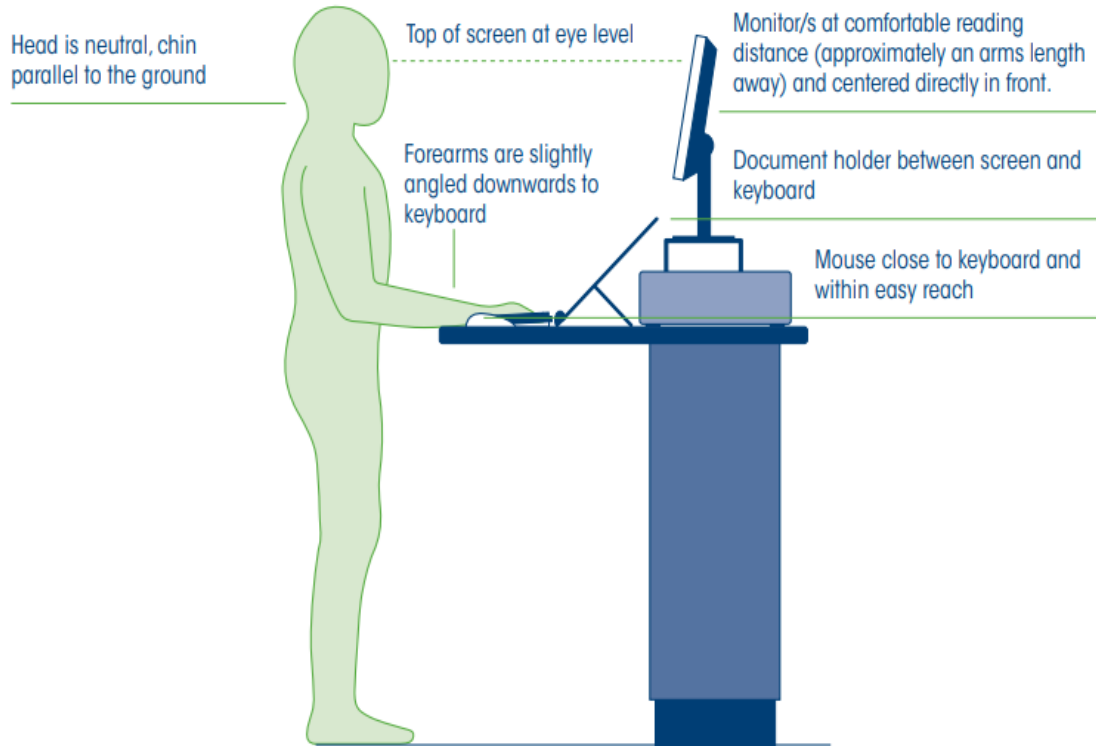 Head is neutral, chin
parallel to the ground
Top of screen at eye level
Monitor/s at comfortable reading
distance (approximately an arms length
away) and centered directly in front.
Forearms are slightly
angled downwards to
keyboard
Document holder between screen and
keyboard
Mouse close to keyboard and
within easy reach